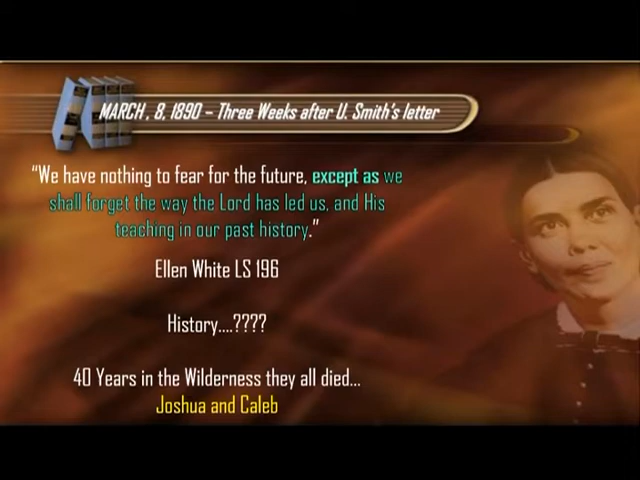 MARCH , 8, 1890 – Three Weeks after U. Smith's letter
“We have nothing to fear for the future, except as we
shall forget the way the Lord has led us, and His
teaching in our past history.”
Ellen White LS 196
History....????
40 Years in the Wilderness they all died...
Joshua and Caleb